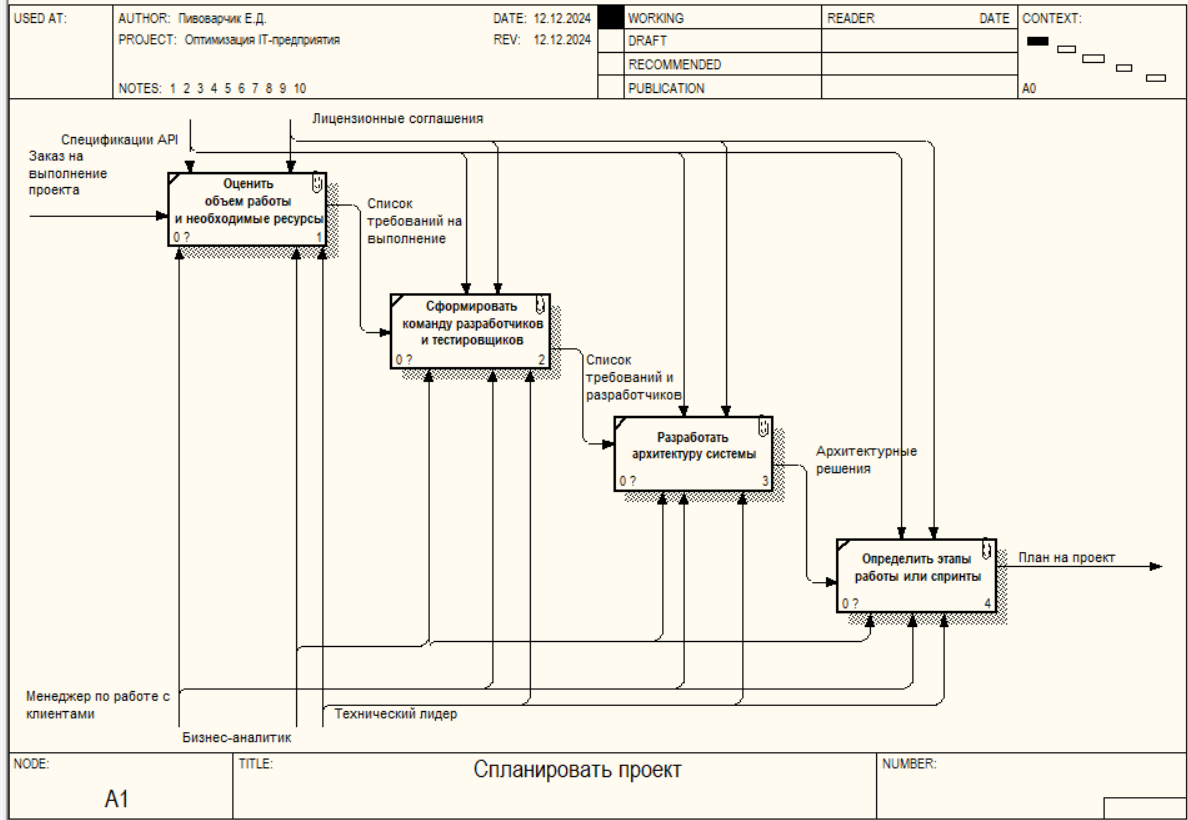 USED AT:
AUTHOR: Пивоварчик Е.Д.
DATE: 12.12.2024
WORKING
READER
DATE
CONTEXT:
PROJECT: Оптимизация IT-предприятия
REV: 12.12.2024
DRAFT
RECOMMENDED
NOTES: 1 2 3 4 5 6 7 8 9 10
PUBLICATION
A0
Лицензионные соглашения
Спецификации API
Заказ на
выполнение
проекта
Оценить
объем работы
и необходимые ресурсы
0 ?
1
Список
требований на
выполнение
Сформировать
команду разработчиков
и тестировщиков
0 ?
2
Список
требований и
разработчиков
Разработать
архитектуру системы
0 ?
3
Архитектурные
решения
Определить этапы
работы или спринты
0 ?
4
План на проект
Менеджер по работе с
клиентами
Технический лидер
Бизнес-аналитик
NODE:
TITLE:
NUMBER:
Спланировать проект
A1